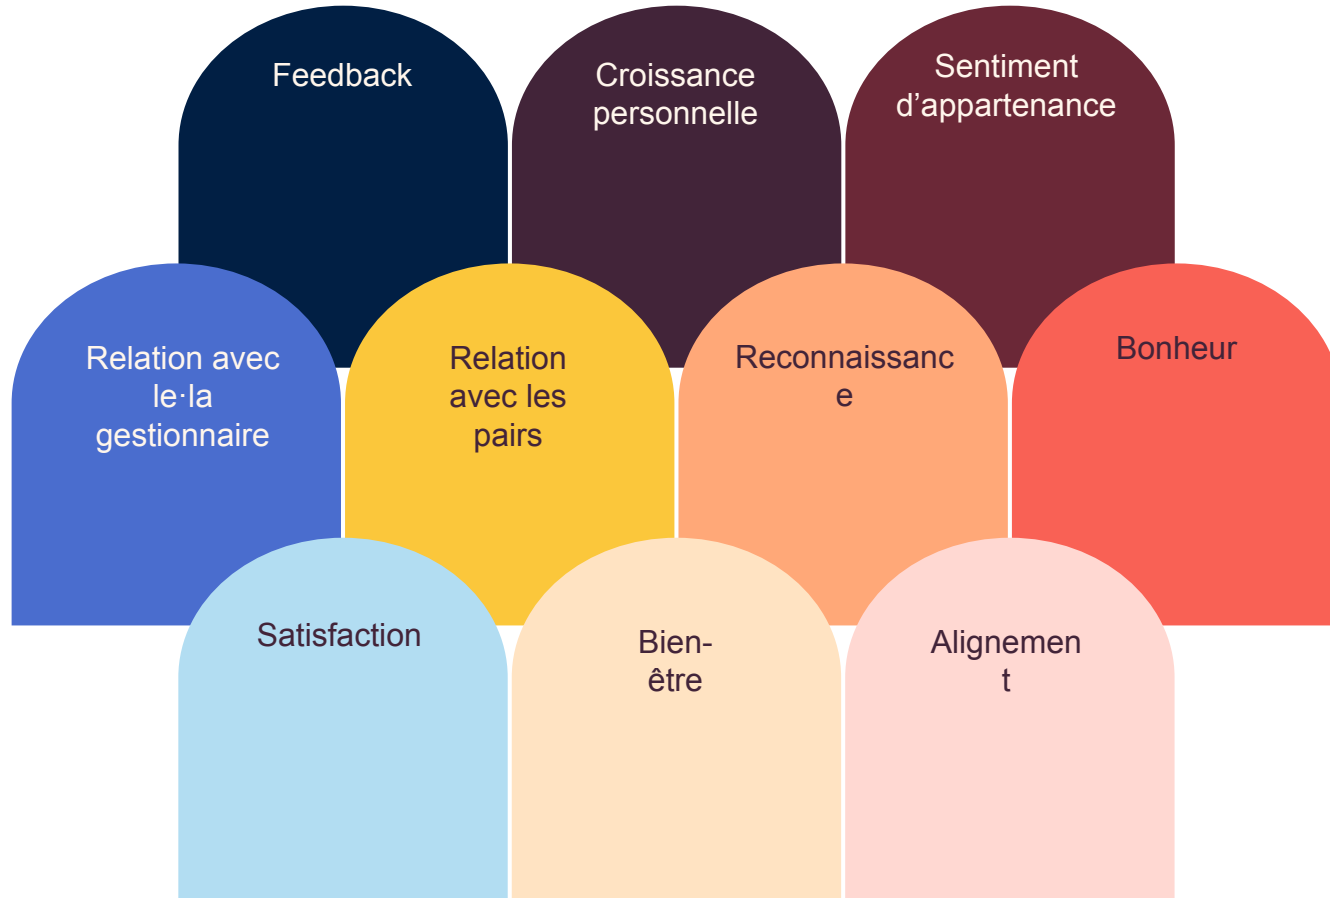 Feedback
Croissance
personnelle
Sentiment
d’appartenance
Relation avec
le·la
gestionnaire
Relation
avec les
pairs
Reconnaissanc
e
Bonheur
Satisfaction
Bien-
être
Alignemen
t